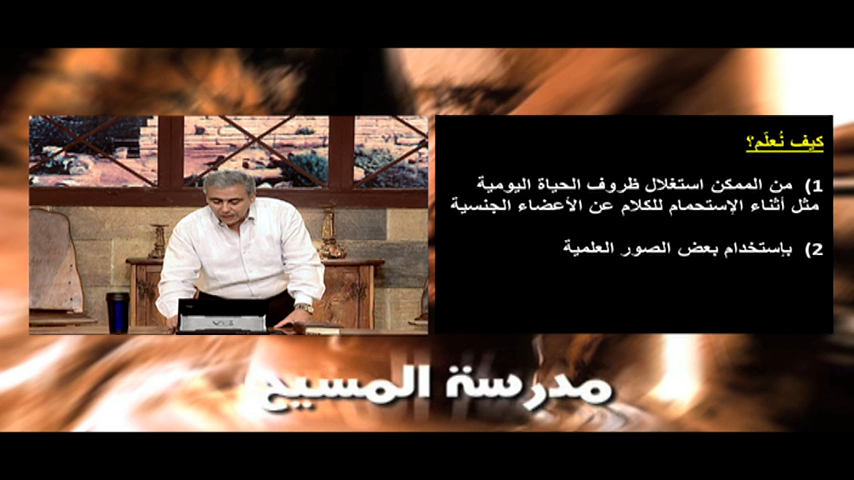 كيف نُعلّم؟
1) من الممكن استغلال ظروف الحياة اليومية
مثل أثناء الإستحمام للكلام عن الأعضاء الجنسية
2) بإستخدام بعض الصور العلمية
مدرسة المسيح